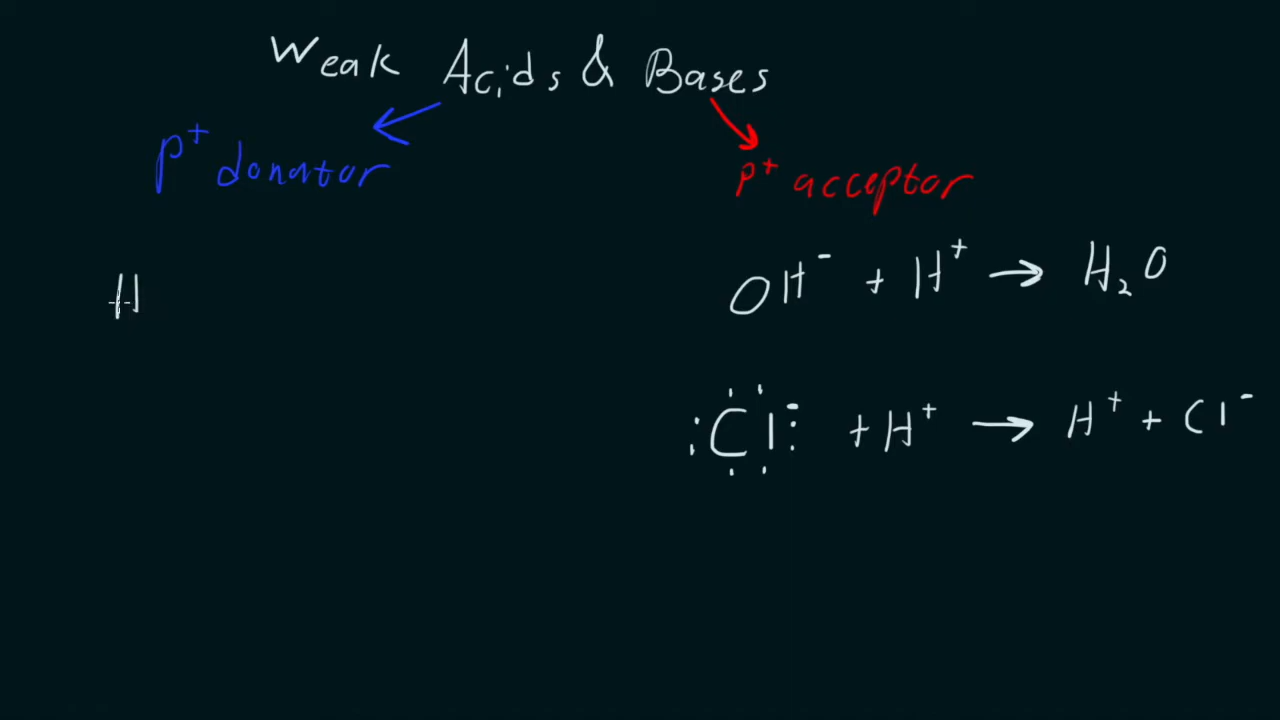 Weak Acids & Bases
P⁺ donator
P⁺ acceptor
OH⁻ + H⁺ → H₂O
H
:Cl:⁻ + H⁺ → H⁺ + Cl⁻